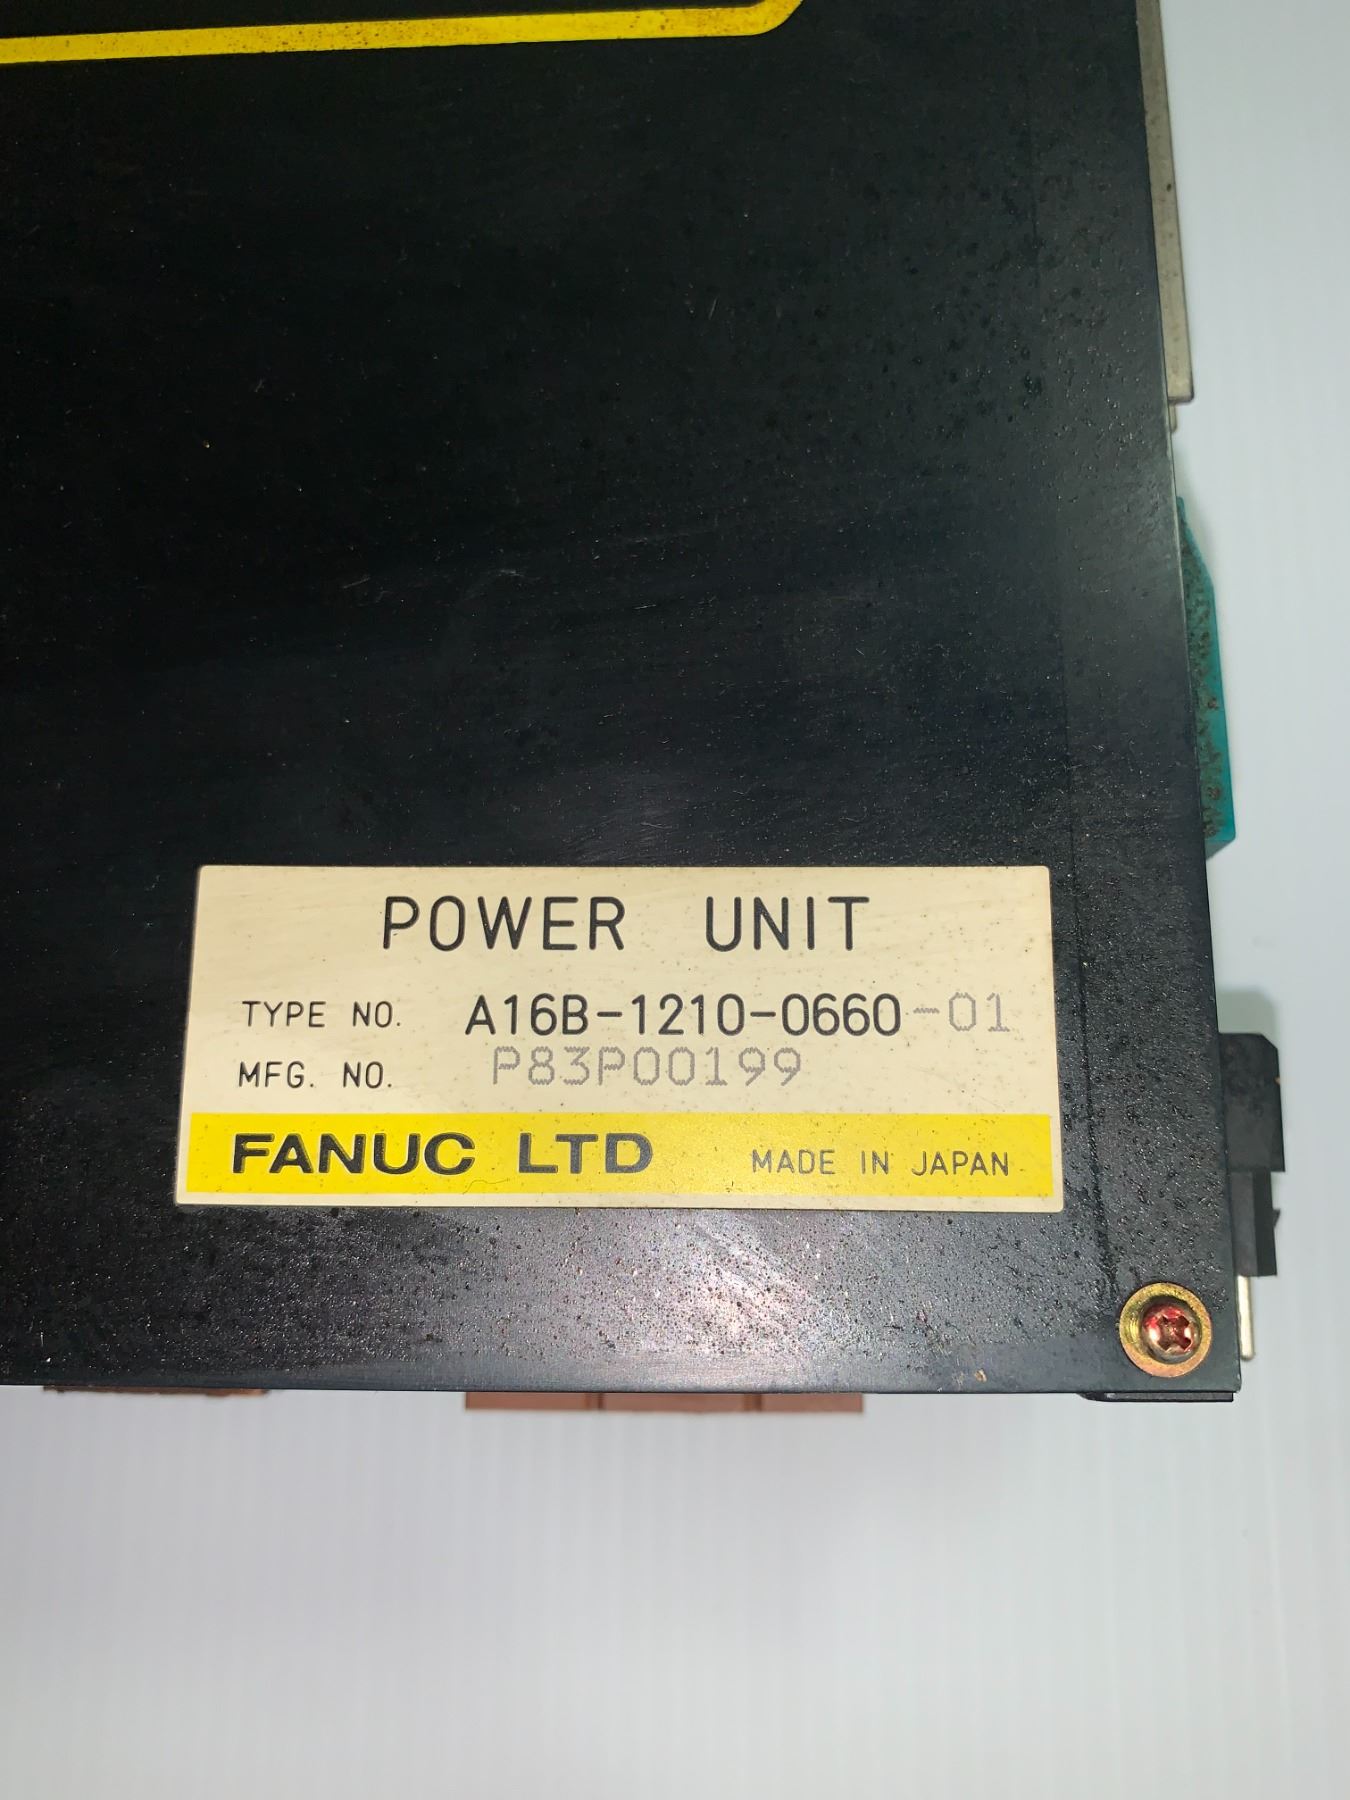 POWER UNIT
TYPE NO. A16B-1210-0660-01
MFG. NO. P83P00199
FANUC LTD MADE IN JAPAN